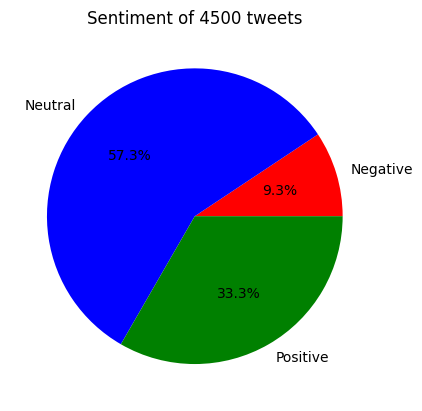 Sentiment of 4500 tweets
Neutral
57.3%
Negative
9.3%
33.3%
Positive